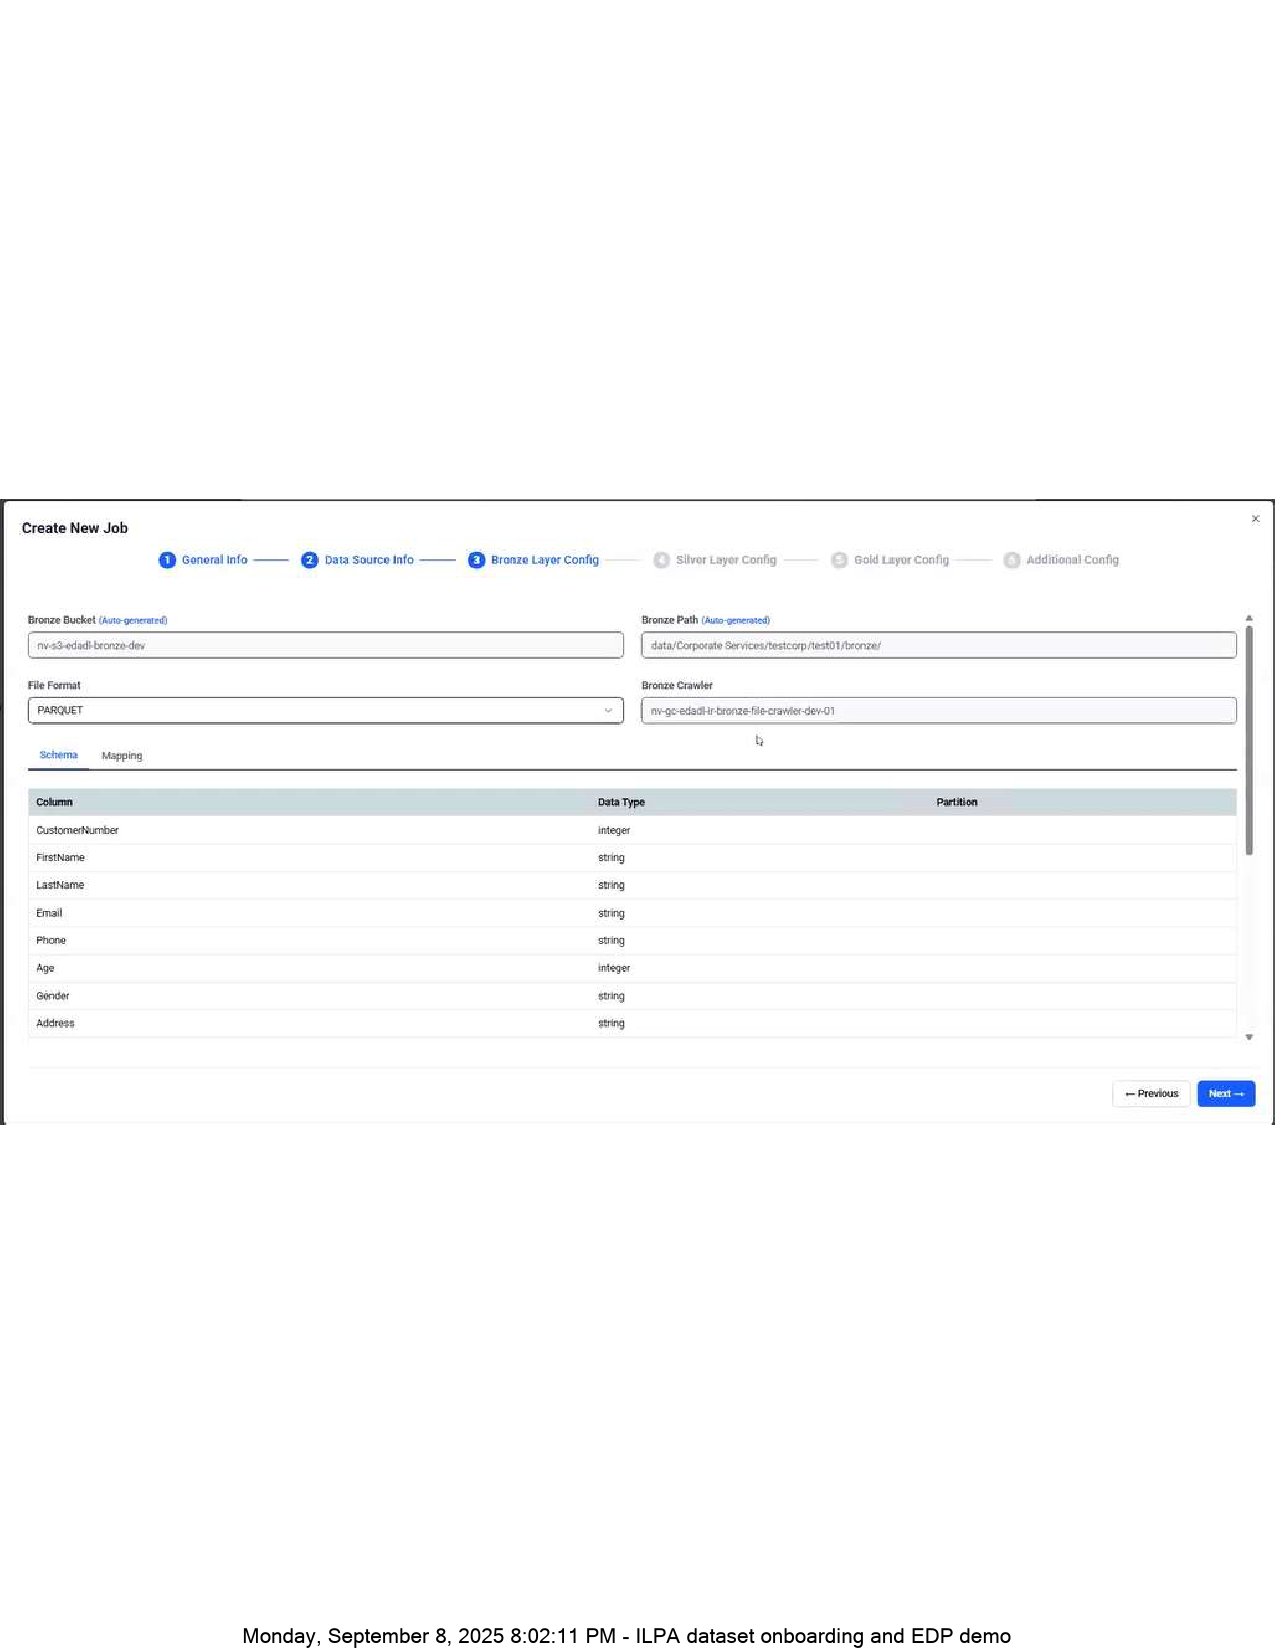 Create New Job
1 General Info 2 Data Source Info 3 Bronze Layer Config 4 Silver Layer Config 5 Gold Layer Config 6 Additional Config
Bronze Bucket (Auto-generated) Bronze Path (Auto-generated)
nv-s3-edadl-bronze-dev data/Corporate Services/testcorp/test01/bronze/
File Format Bronze Crawler
PARQUET nv-gc-edadl-ir-bronze-file-crawler-dev-01
Schema Mapping
Column Data Type Partition
CustomerNumber integer
FirstName string
LastName string
Email string
Phone string
Age integer
Gender string
Address string
← Previous Next →
Monday, September 8, 2025 8:02:11 PM - ILPA dataset onboarding and EDP demo